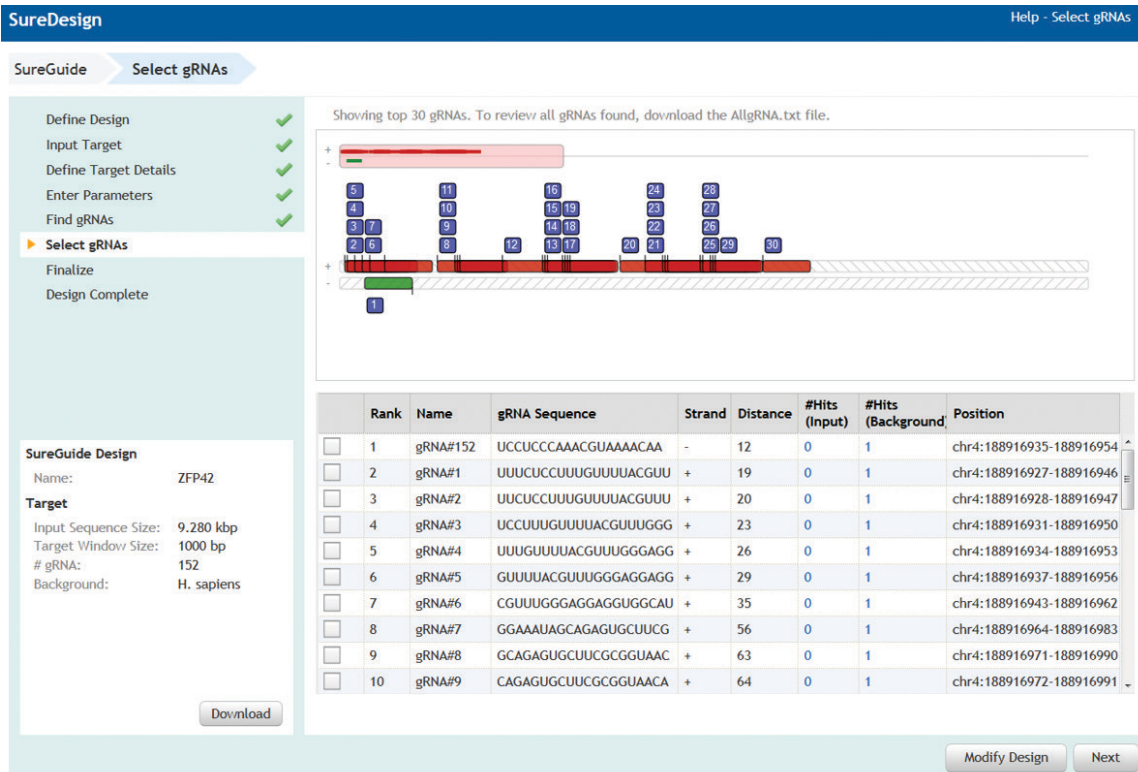 SureDesign Help - Select gRNAs
SureGuide Select gRNAs
Define Design
Input Target
Define Target Details
Enter Parameters
Find gRNAs
Select gRNAs
Finalize
Design Complete
SureGuide Design
Name: ZFP42
Target
Input Sequence Size: 9.280 kbp
Target Window Size: 1000 bp
# gRNA: 152
Background: H. sapiens
Download
Showing top 30 gRNAs. To review all gRNAs found, download the AllgRNA.txt file.
+
-
5 11 16 24 28
4 10 15 19 23 27
3 7 9 14 18 22 26
2 6 8 12 13 17 20 21 25 29 30
+
-
1
Rank Name gRNA Sequence Strand Distance #Hits (Input) #Hits (Background) Position
1 gRNA#152 UCCUCCCAAACGUAAAACAA - 12 0 1 chr4:188916935-188916954
2 gRNA#1 UUUCUCCUUUGUUUUACGUU + 19 0 1 chr4:188916927-188916946
3 gRNA#2 UUCUCCUUUGUUUUACGUUU + 20 0 1 chr4:188916928-188916947
4 gRNA#3 UCCUUUGUUUUACGUUUGGG + 23 0 1 chr4:188916931-188916950
5 gRNA#4 UUUGUUUUACGUUUGGGAGG + 26 0 1 chr4:188916934-188916953
6 gRNA#5 GUUUUACGUUUGGGAGGAGG + 29 0 1 chr4:188916937-188916956
7 gRNA#6 CGUUUGGGAGGAGGUGGCAU + 35 0 1 chr4:188916943-188916962
8 gRNA#7 GGAAAUAGCAGAGUGCUUCG + 56 0 1 chr4:188916964-188916983
9 gRNA#8 GCAGAGUGCUUCGCGGUAAC + 63 0 1 chr4:188916971-188916990
10 gRNA#9 CAGAGUGCUUCGCGGUAACA + 64 0 1 chr4:188916972-188916991
Modify Design Next